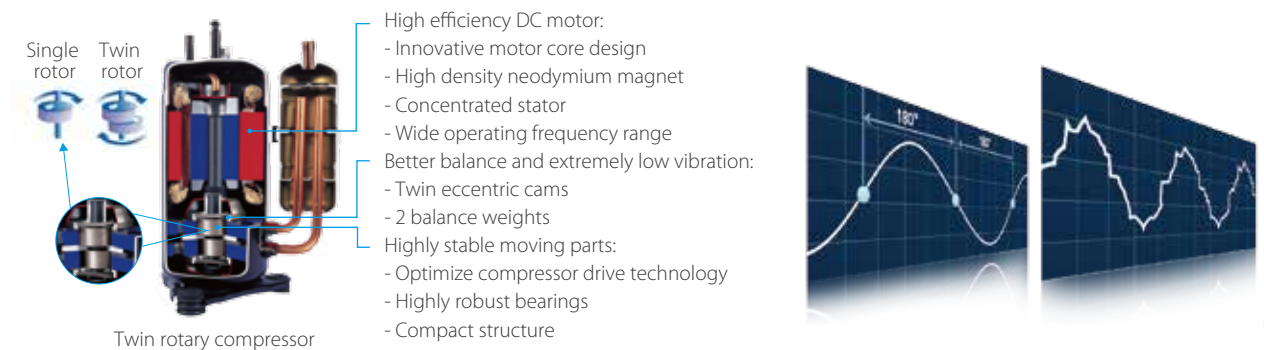 Single
rotor
Twin
rotor
High efficiency DC motor:
- Innovative motor core design
- High density neodymium magnet
- Concentrated stator
- Wide operating frequency range
Better balance and extremely low vibration:
- Twin eccentric cams
- 2 balance weights
Highly stable moving parts:
- Optimize compressor drive technology
- Highly robust bearings
- Compact structure
Twin rotary compressor
180°
180°